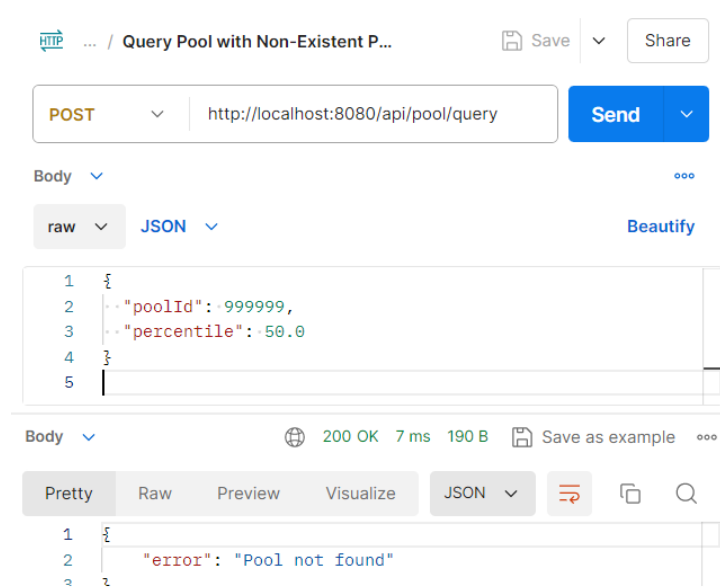 HTTP ... / Query Pool with Non-Existent P... Save Share
POST http://localhost:8080/api/pool/query Send
Body
raw JSON Beautify
1 {
2 "poolId": 999999,
3 "percentile": 50.0
4 }
5
Body 200 OK 7 ms 190 B Save as example
Pretty Raw Preview Visualize JSON
1 {
2 "error": "Pool not found"
3 }